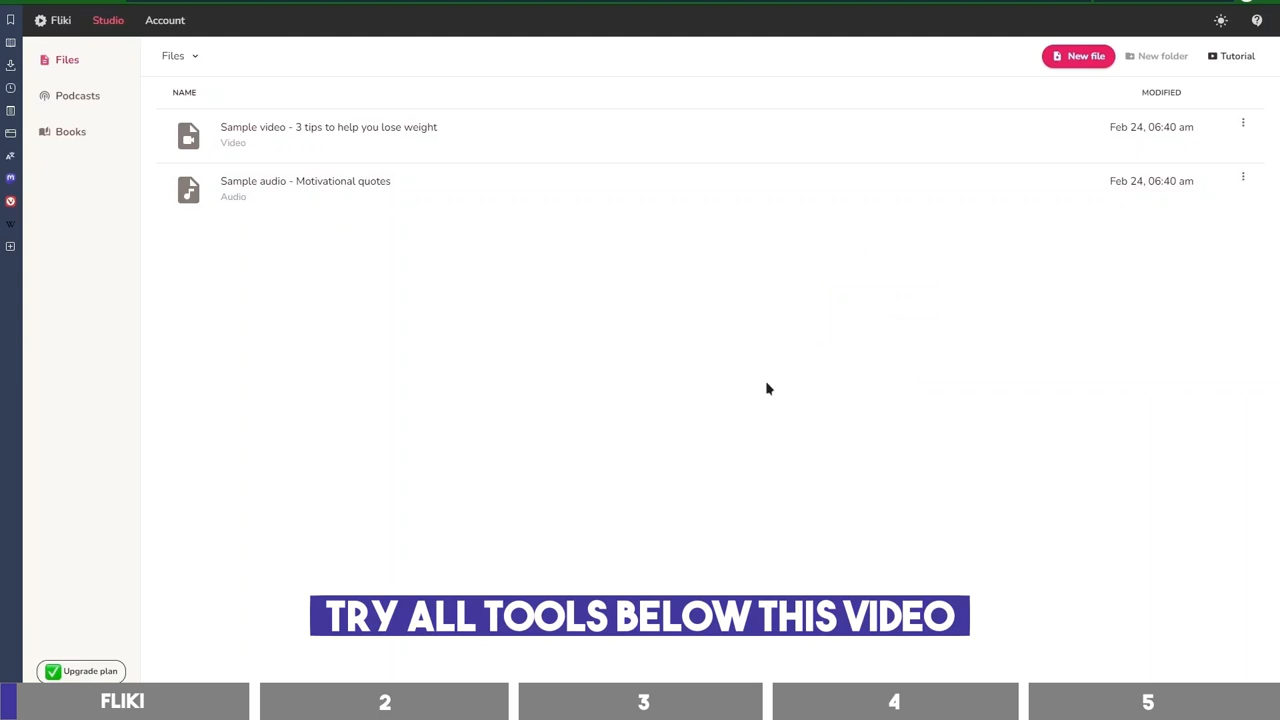 Fliki Studio Account
Files
Podcasts
Books
Files
New file New folder Tutorial
NAME MODIFIED
Sample video - 3 tips to help you lose weight Feb 24, 06:40 am
Video
Sample audio - Motivational quotes Feb 24, 06:40 am
Audio
TRY ALL TOOLS BELOW THIS VIDEO
Upgrade plan
FLIKI 2 3 4 5